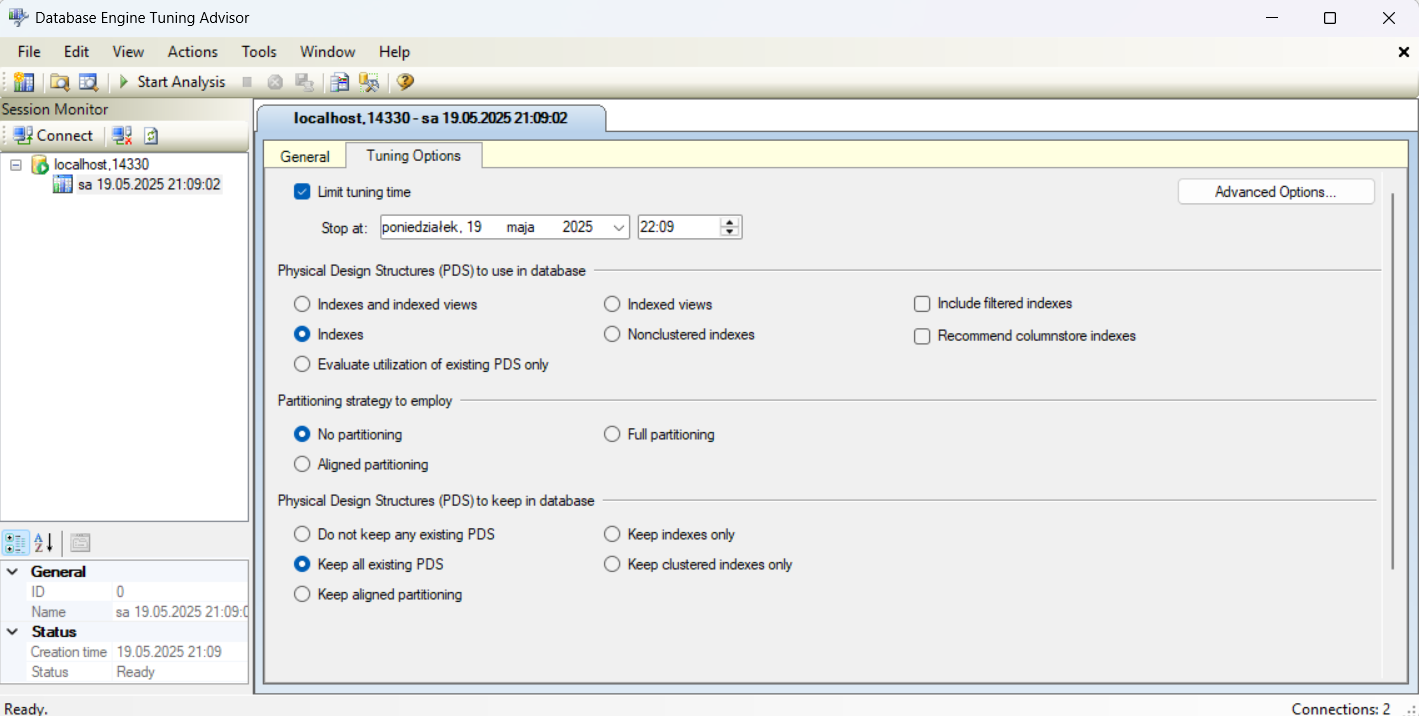 Database Engine Tuning Advisor
File Edit View Actions Tools Window Help
Start Analysis
Session Monitor
Connect
localhost,14330
sa 19.05.2025 21:09:02
General
ID 0
Name sa 19.05.2025 21:09:0
Status
Creation time 19.05.2025 21:09
Status Ready
localhost,14330 - sa 19.05.2025 21:09:02
General Tuning Options
Limit tuning time Advanced Options...
Stop at: poniedziałek, 19 maja 2025 22:09
Physical Design Structures (PDS) to use in database
Indexes and indexed views Indexed views Include filtered indexes
Indexes Nonclustered indexes Recommend columnstore indexes
Evaluate utilization of existing PDS only
Partitioning strategy to employ
No partitioning Full partitioning
Aligned partitioning
Physical Design Structures (PDS) to keep in database
Do not keep any existing PDS Keep indexes only
Keep all existing PDS Keep clustered indexes only
Keep aligned partitioning
Ready. Connections: 2